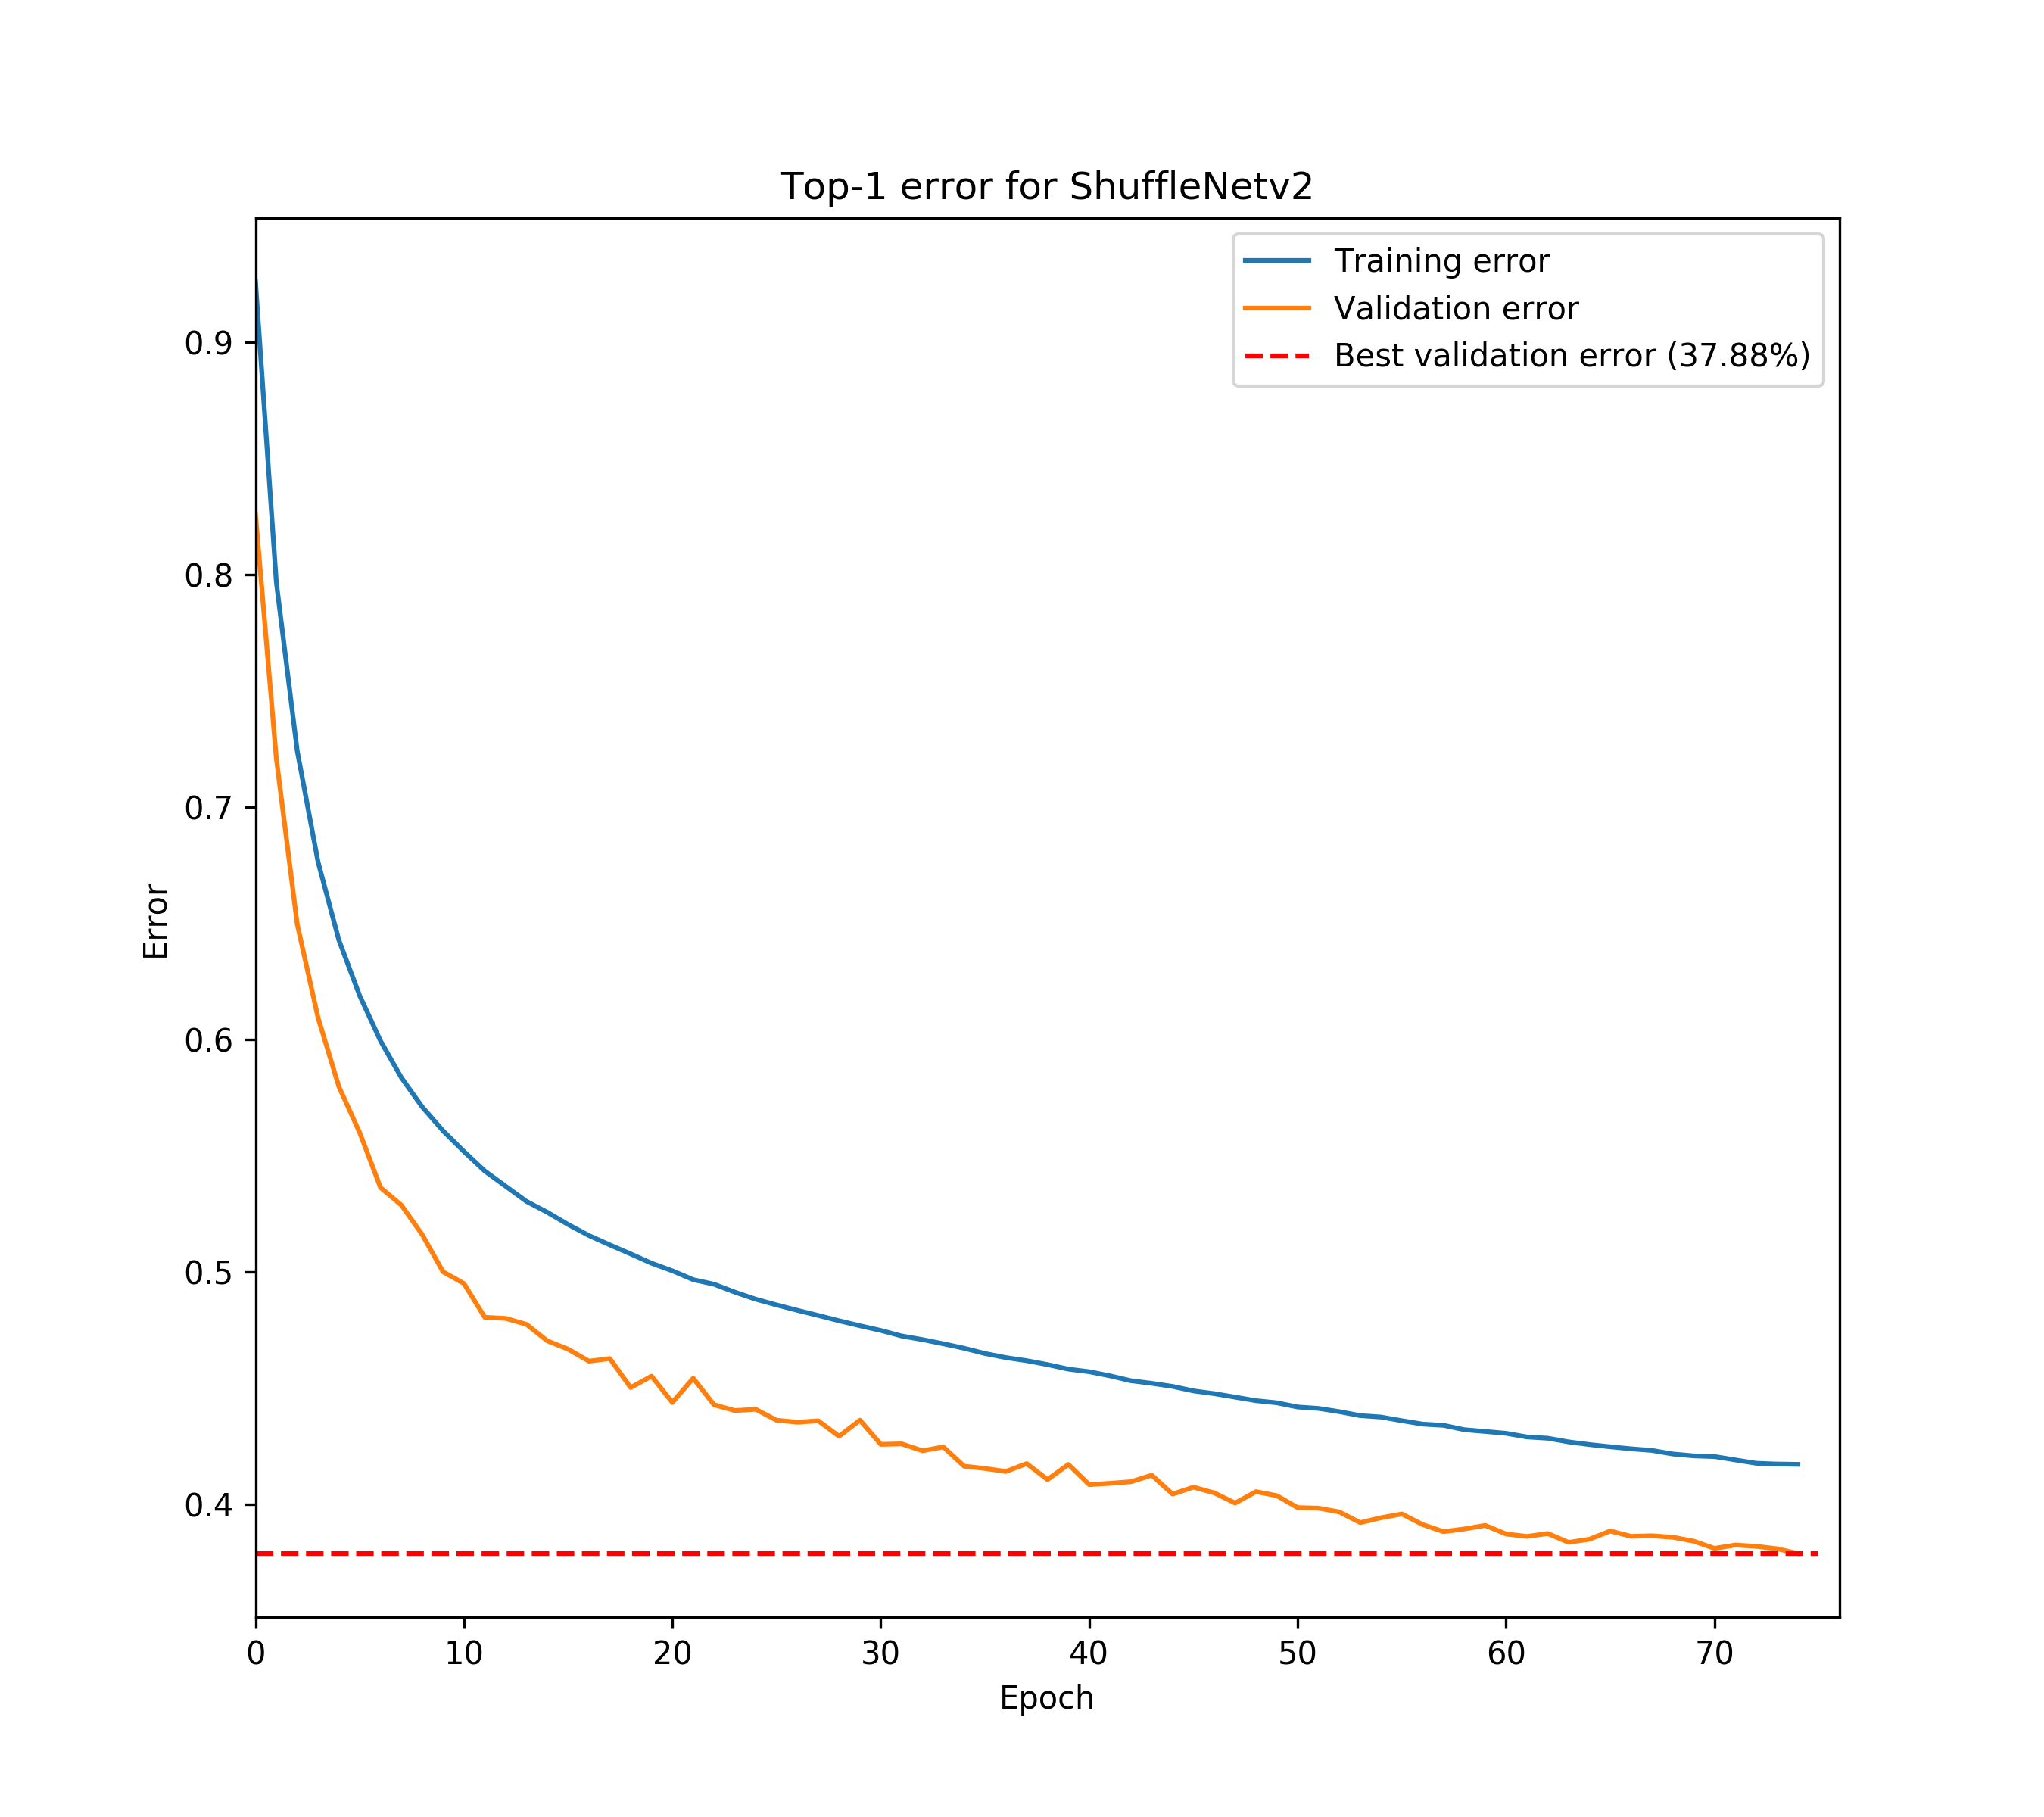 Top-1 error for ShuffleNetv2
Training error
Validation error
Best validation error (37.88%)
0.9
0.8
0.7
0.6
0.5
0.4
Error
0 10 20 30 40 50 60 70
Epoch